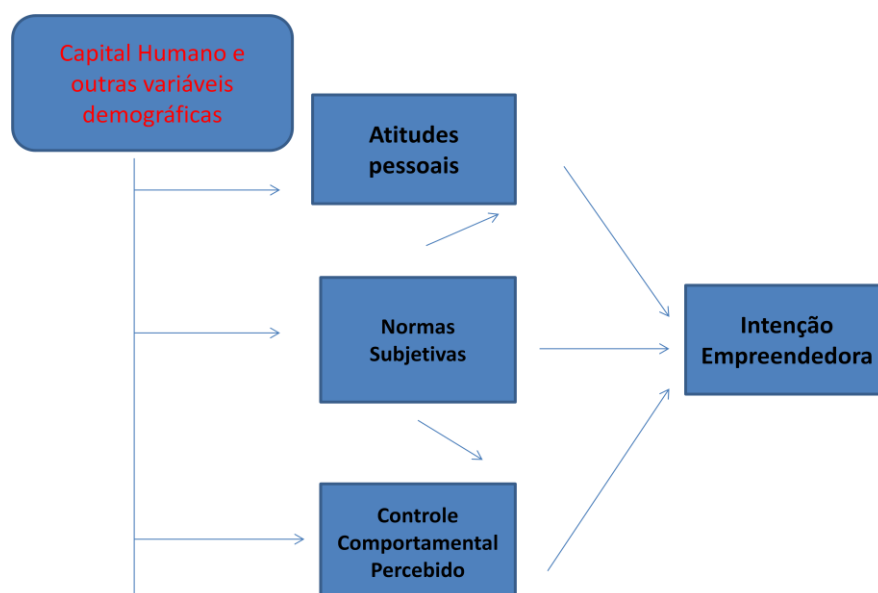 Capital Humano e
outras variáveis
demográficas
Atitudes
pessoais
Normas
Subjetivas
Intenção
Empreendedora
Controle
Comportamental
Percebido